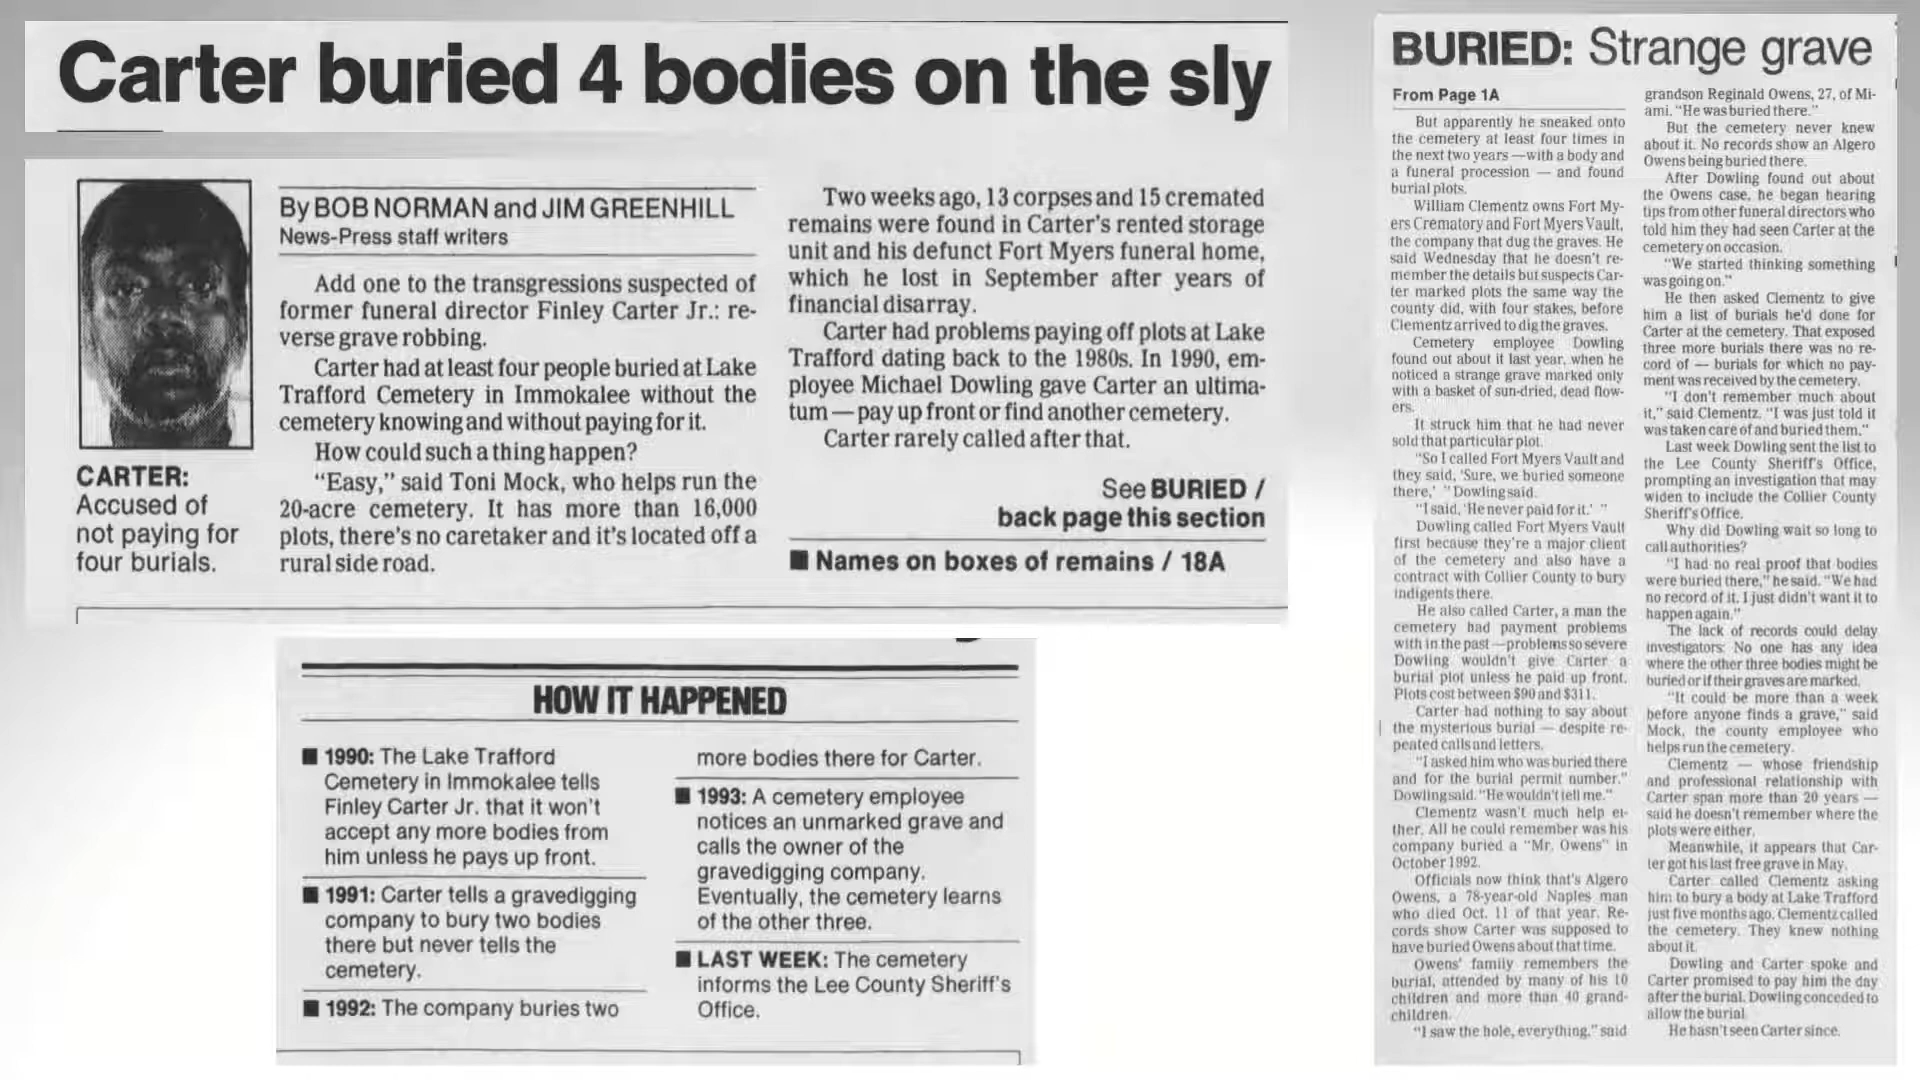 Carter buried 4 bodies on the sly
CARTER:
Accused of
not paying for
four burials.
By BOB NORMAN and JIM GREENHILL
News-Press staff writers
Add one to the transgressions suspected of
former funeral director Finley Carter Jr.: re-
verse grave robbing.
Carter had at least four people buried at Lake
Trafford Cemetery in Immokalee without the
cemetery knowing and without paying for it.
How could such a thing happen?
“Easy,” said Toni Mock, who helps run the
20-acre cemetery. It has more than 16,000
plots, there's no caretaker and it's located off a
rural side road.
Two weeks ago, 13 corpses and 15 cremated
remains were found in Carter's rented storage
unit and his defunct Fort Myers funeral home,
which he lost in September after years of
financial disarray.
Carter had problems paying off plots at Lake
Trafford dating back to the 1980s. In 1990, em-
ployee Michael Dowling gave Carter an ultima-
tum — pay up front or find another cemetery.
Carter rarely called after that.
See BURIED /
back page this section
■ Names on boxes of remains / 18A
HOW IT HAPPENED
■ 1990: The Lake Trafford
Cemetery in Immokalee tells
Finley Carter Jr. that it won't
accept any more bodies from
him unless he pays up front.
■ 1991: Carter tells a gravedigging
company to bury two bodies
there but never tells the
cemetery.
■ 1992: The company buries two
more bodies there for Carter.
■ 1993: A cemetery employee
notices an unmarked grave and
calls the owner of the
gravedigging company.
Eventually, the cemetery learns
of the other three.
■ LAST WEEK: The cemetery
informs the Lee County Sheriff's
Office.
BURIED: Strange grave
From Page 1A
But apparently he sneaked onto
the cemetery at least four times in
the next two years — with a body and
a funeral procession — and found
burial plots.
William Clementz owns Fort My-
ers Crematory and Fort Myers Vault,
the company that dug the graves. He
said Wednesday that he doesn't re-
member the details but suspects Car-
ter marked plots the same way the
county did, with four stakes, before
Clementz arrived to dig the graves.
Cemetery employee Dowling
found out about it last year, when he
noticed a strange grave marked only
with a basket of sun-dried, dead flow-
ers.
It struck him that he had never
sold that particular plot.
“So I called Fort Myers Vault and
they said, ‘Sure, we buried someone
there,’ ” Dowling said.
“I said, ‘He never paid for it.’ ”
Dowling called Fort Myers Vault
first because they're a major client
of the cemetery and also have a
contract with Collier County to bury
indigents there.
He also called Carter, a man the
cemetery had payment problems
with in the past — problems so severe
Dowling wouldn't give Carter a
burial plot unless he paid up front.
Plots cost between $90 and $311.
Carter had nothing to say about
the mysterious burial — despite re-
peated calls and letters.
“I asked him who was buried there
and for the burial permit number.”
Dowling said. “He wouldn't tell me.”
Clementz wasn't much help ei-
ther. All he could remember was his
company buried a “Mr. Owens” in
October 1992.
Officials now think that's Algero
Owens, a 78-year-old Naples man
who died Oct. 11 of that year. Re-
cords show Carter was supposed to
have buried Owens about that time.
Owens' family remembers the
burial, attended by many of his 10
children and more than 40 grand-
children.
“I saw the hole, everything,” said
grandson Reginald Owens, 27, of Mi-
ami. “He was buried there.”
But the cemetery never knew
about it. No records show an Algero
Owens being buried there.
After Dowling found out about
the Owens case, he began hearing
tips from other funeral directors who
told him they had seen Carter at the
cemetery on occasion.
“We started thinking something
was going on.”
He then asked Clementz to give
him a list of burials he'd done for
Carter at the cemetery. That exposed
three more burials there was no re-
cord of — burials for which no pay-
ment was received by the cemetery.
“I don't remember much about
it,” said Clementz. “I was just told it
was taken care of and buried them.”
Last week Dowling sent the list to
the Lee County Sheriff's Office,
prompting an investigation that may
widen to include the Collier County
Sheriff's Office.
Why did Dowling wait so long to
call authorities?
“I had no real proof that bodies
were buried there,” he said. “We had
no record of it. I just didn't want it to
happen again.”
The lack of records could delay
investigators: No one has any idea
where the other three bodies might be
buried or if their graves are marked.
“It could be more than a week
before anyone finds a grave,” said
Mock, the county employee who
helps run the cemetery.
Clementz — whose friendship
and professional relationship with
Carter span more than 20 years —
said he doesn't remember where the
plots were either.
Meanwhile, it appears that Car-
ter got his last free grave in May.
Carter called Clementz asking
him to bury a body at Lake Trafford
just five months ago. Clementz called
the cemetery. They knew nothing
about it.
Dowling and Carter spoke and
Carter promised to pay him the day
after the burial. Dowling conceded to
allow the burial.
He hasn't seen Carter since.